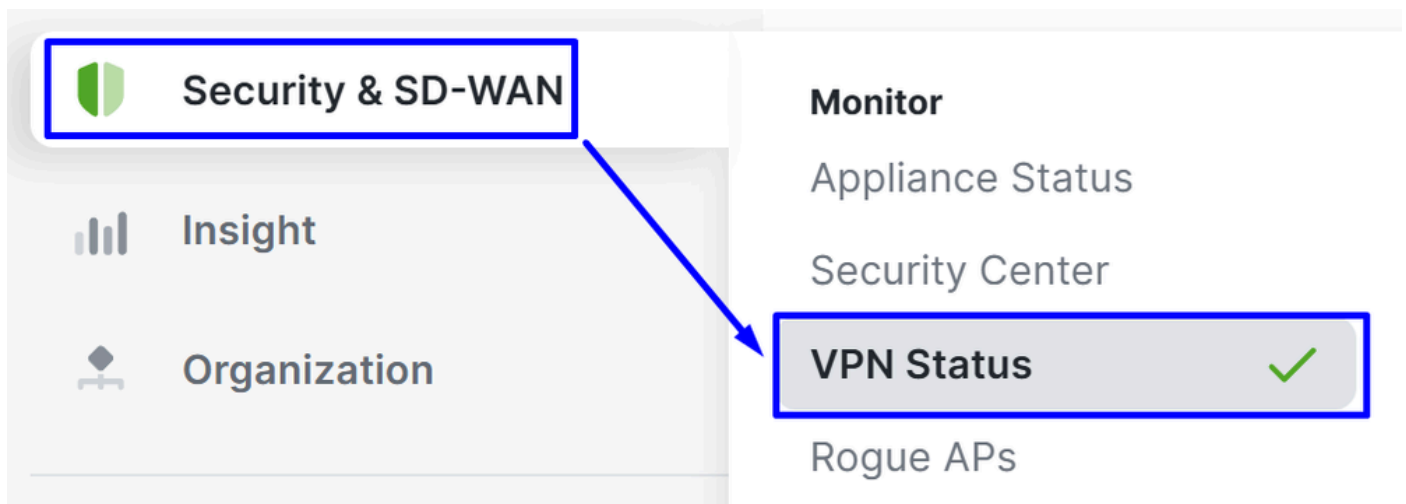 Security & SD-WAN
Insight
Organization
Monitor
Appliance Status
Security Center
VPN Status
Rogue APs